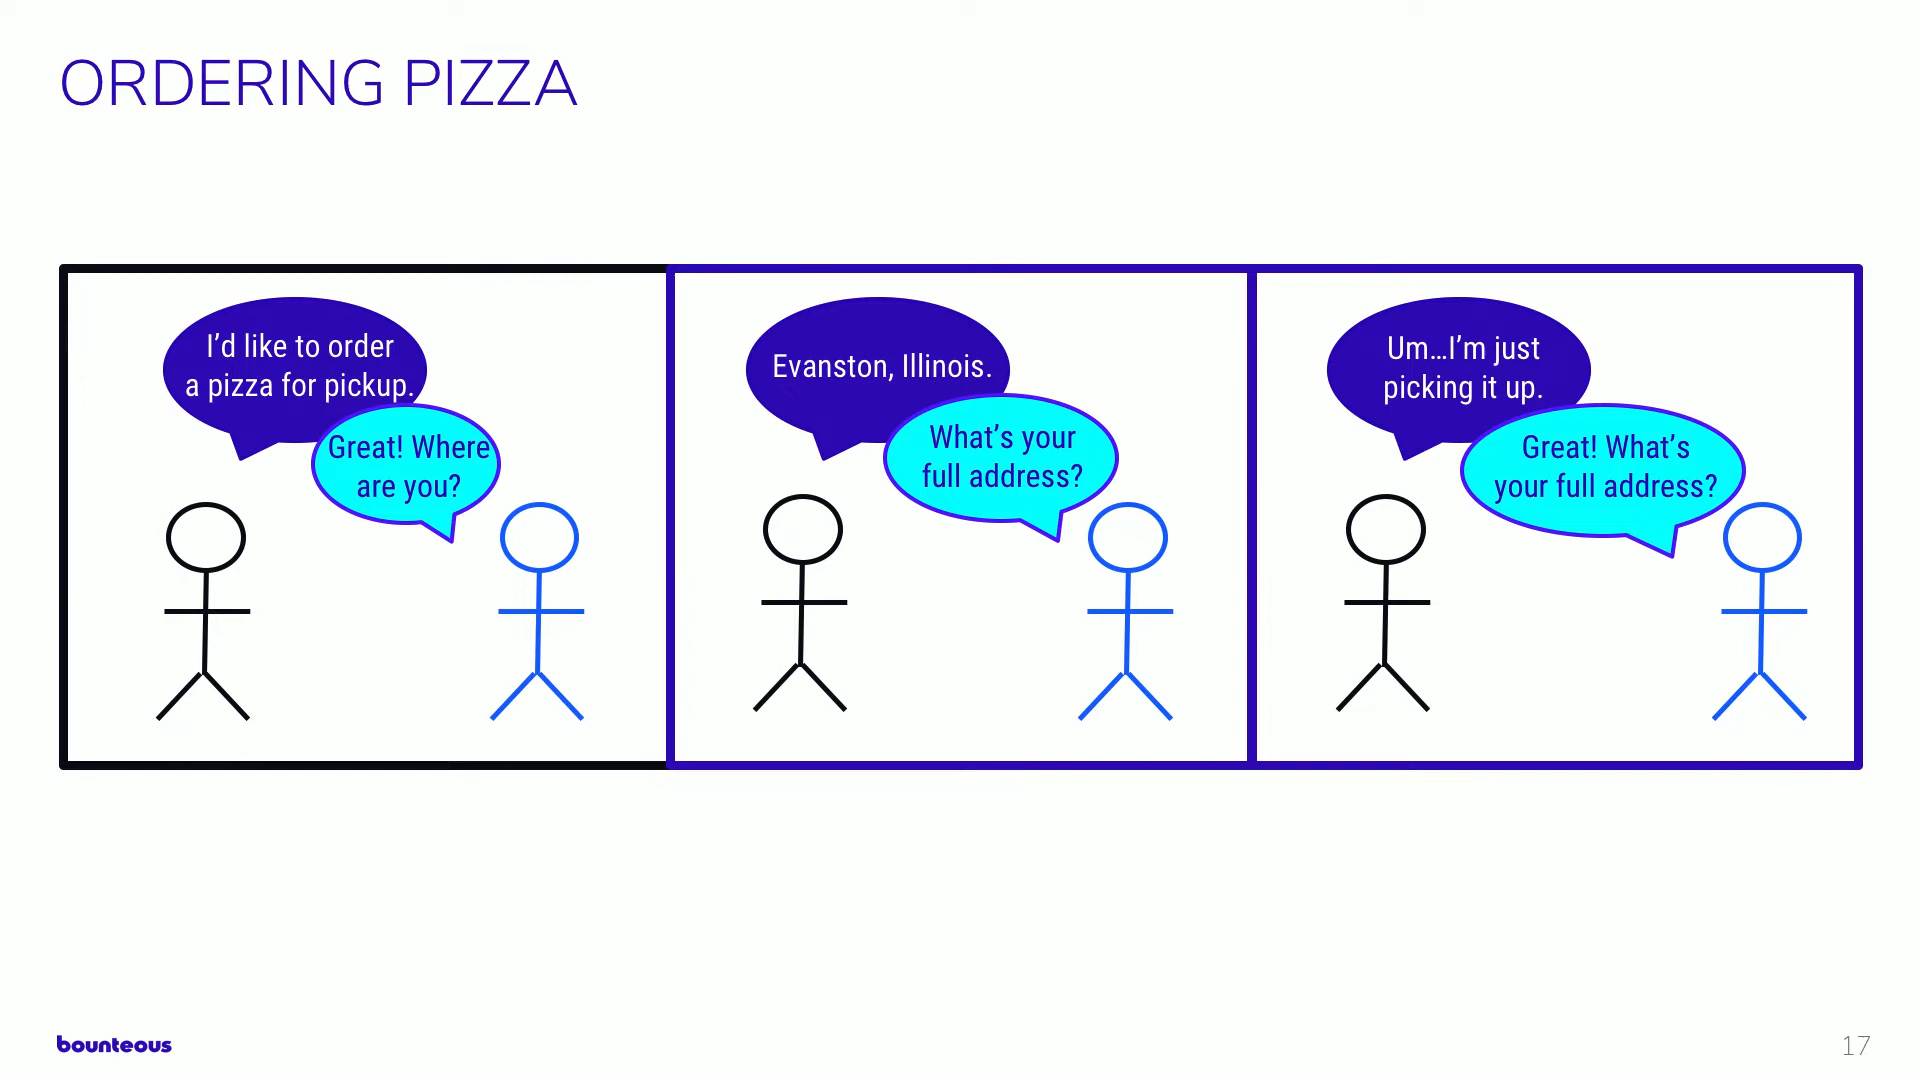 ORDERING PIZZA
I’d like to order
a pizza for pickup.
Great! Where
are you?
Evanston, Illinois.
What’s your
full address?
Um…I’m just
picking it up.
Great! What’s
your full address?
bounteous
17